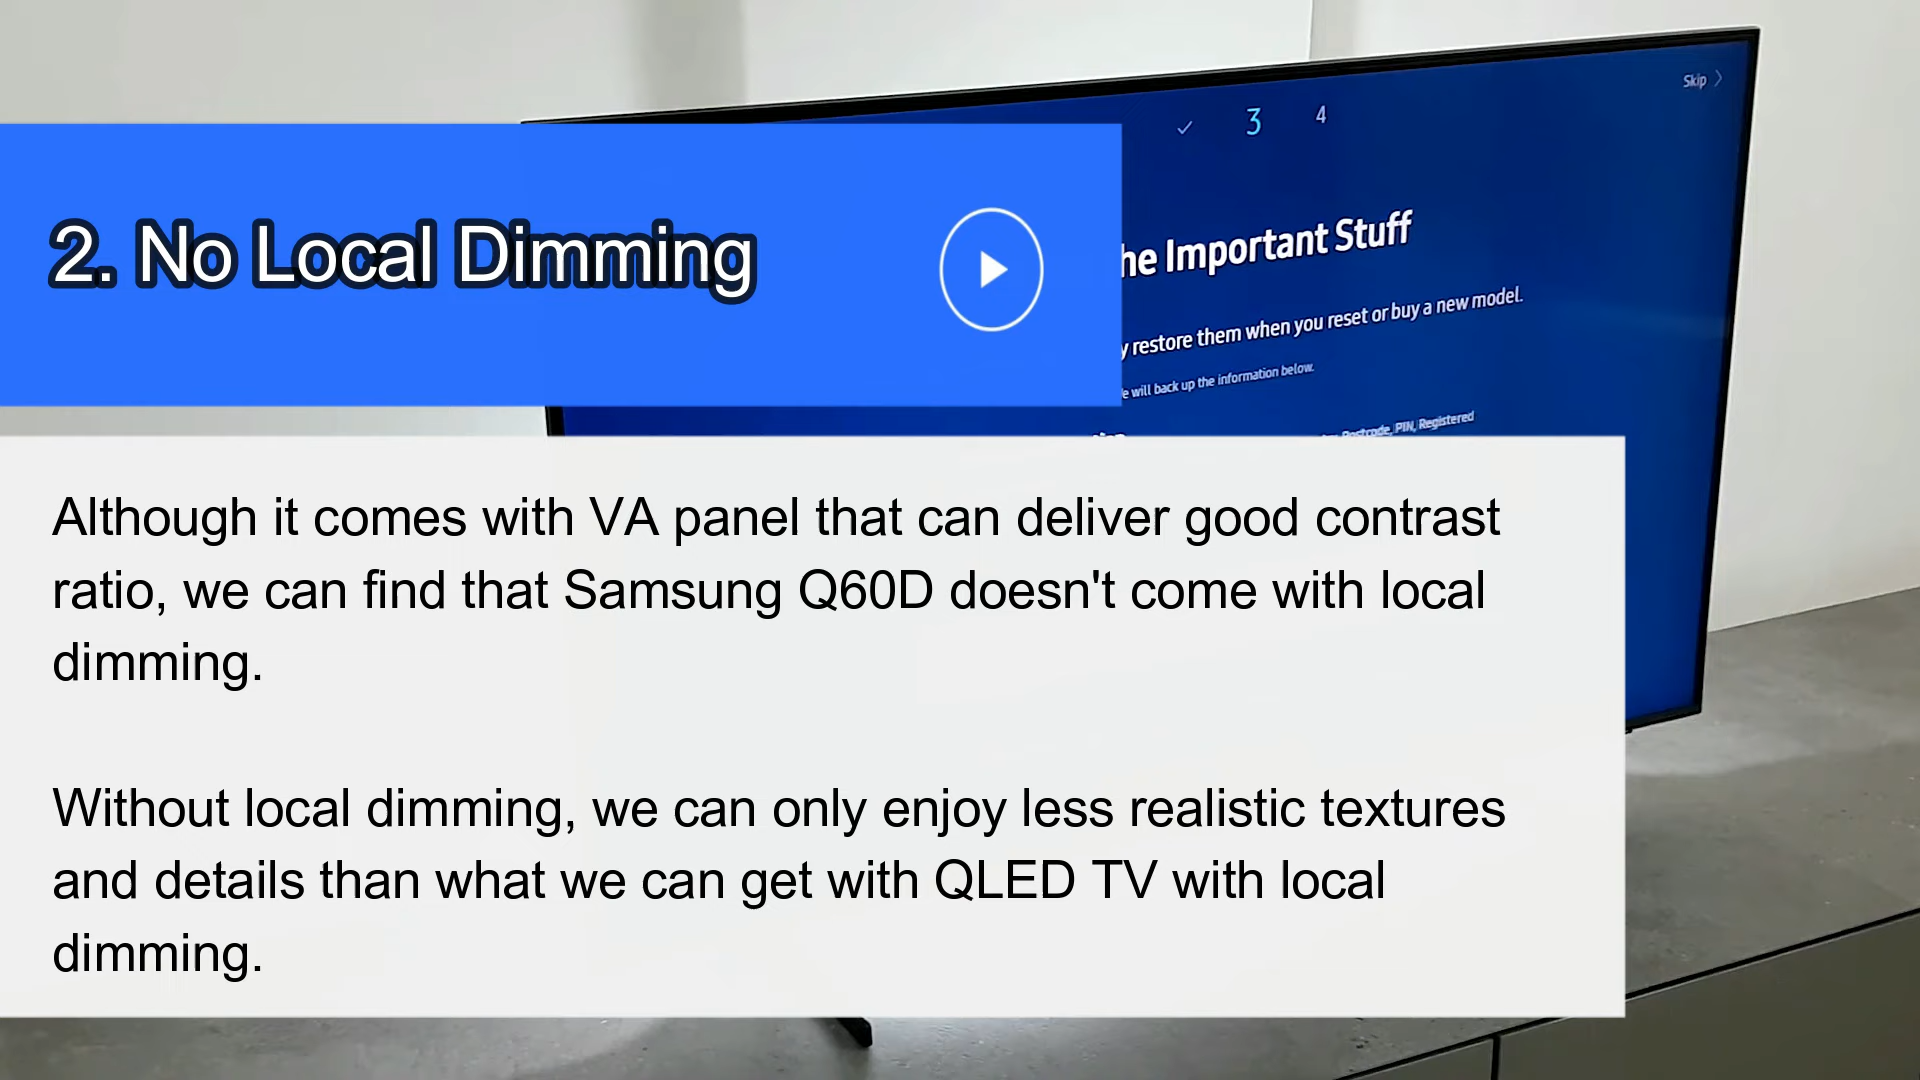 Skip
3 4
he Important Stuff
2. No Local Dimming
y restore them when you reset or buy a new model.
e will back up the information below.
Postcode, PIN, Registered
Although it comes with VA panel that can deliver good contrast
ratio, we can find that Samsung Q60D doesn't come with local
dimming.
Without local dimming, we can only enjoy less realistic textures
and details than what we can get with QLED TV with local
dimming.